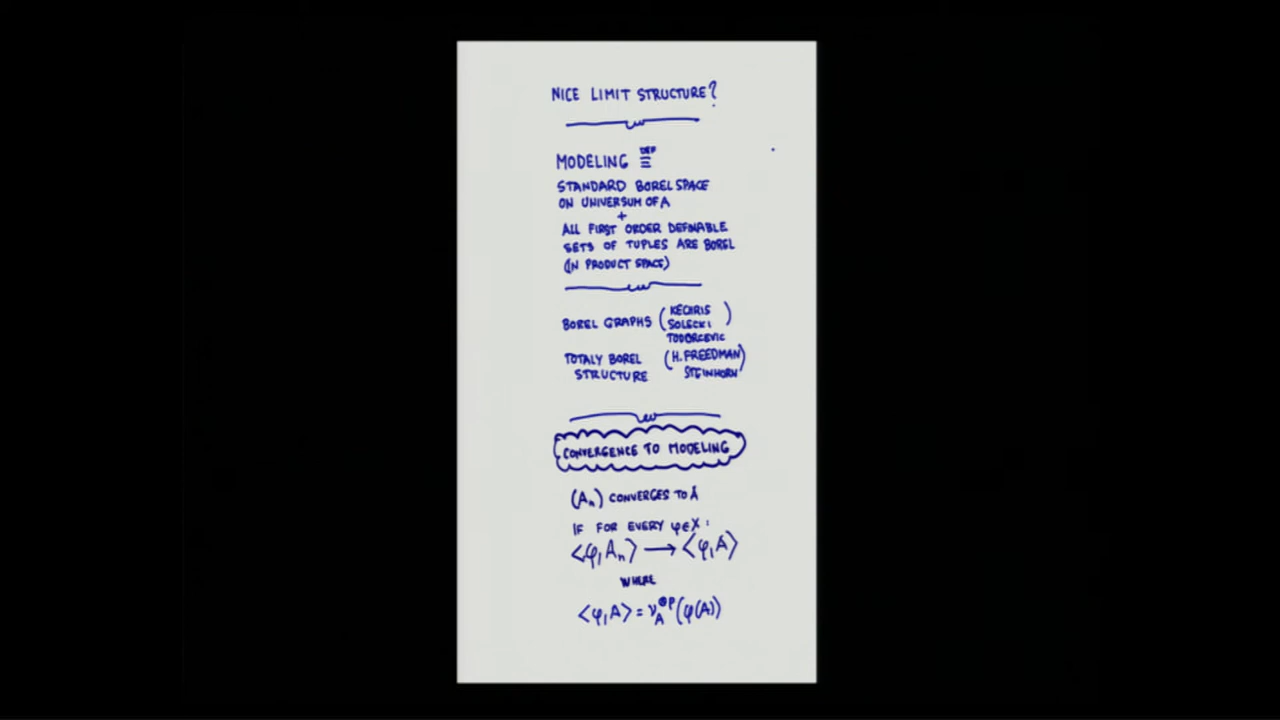 NICE LIMIT STRUCTURE?
MODELING ≡ DEF
STANDARD BOREL SPACE
ON UNIVERSUM OF A
+
ALL FIRST ORDER DEFINABLE
SETS OF TUPLES ARE BOREL
(IN PRODUCT SPACE)
BOREL GRAPHS (KECHRIS
SOLECKI
TODORCEVIC)
TOTALY BOREL (H. FREEDMAN
STRUCTURE STEINHORN)
CONVERGENCE TO MODELING
(Aₙ) CONVERGES TO A
IF FOR EVERY φ∈X:
<φ, Aₙ> → <φ, A>
WHERE
<φ, A> = ν_A^{⊗p}(φ(A))